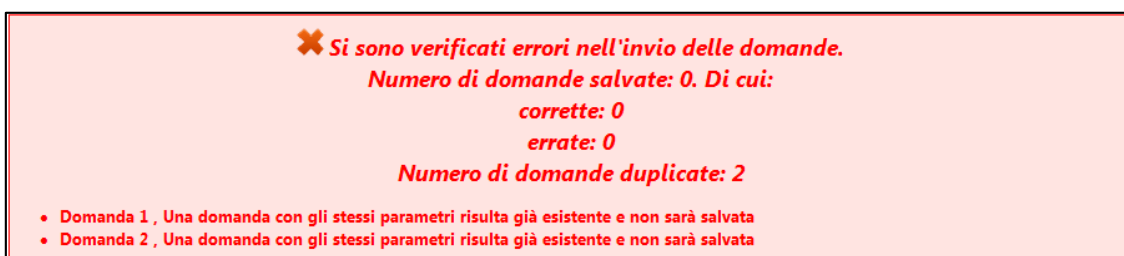 Si sono verificati errori nell'invio delle domande.
Numero di domande salvate: 0. Di cui:
corrette: 0
errate: 0
Numero di domande duplicate: 2
• Domanda 1 , Una domanda con gli stessi parametri risulta già esistente e non sarà salvata
• Domanda 2 , Una domanda con gli stessi parametri risulta già esistente e non sarà salvata